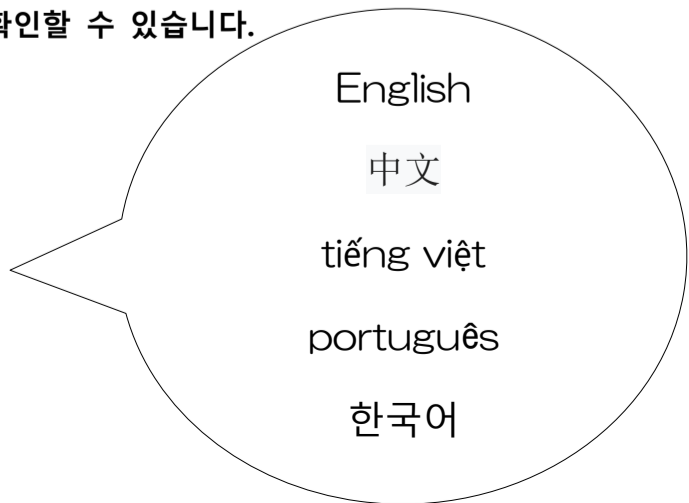 확인할 수 있습니다.
English
中文
tiếng việt
português
한국어